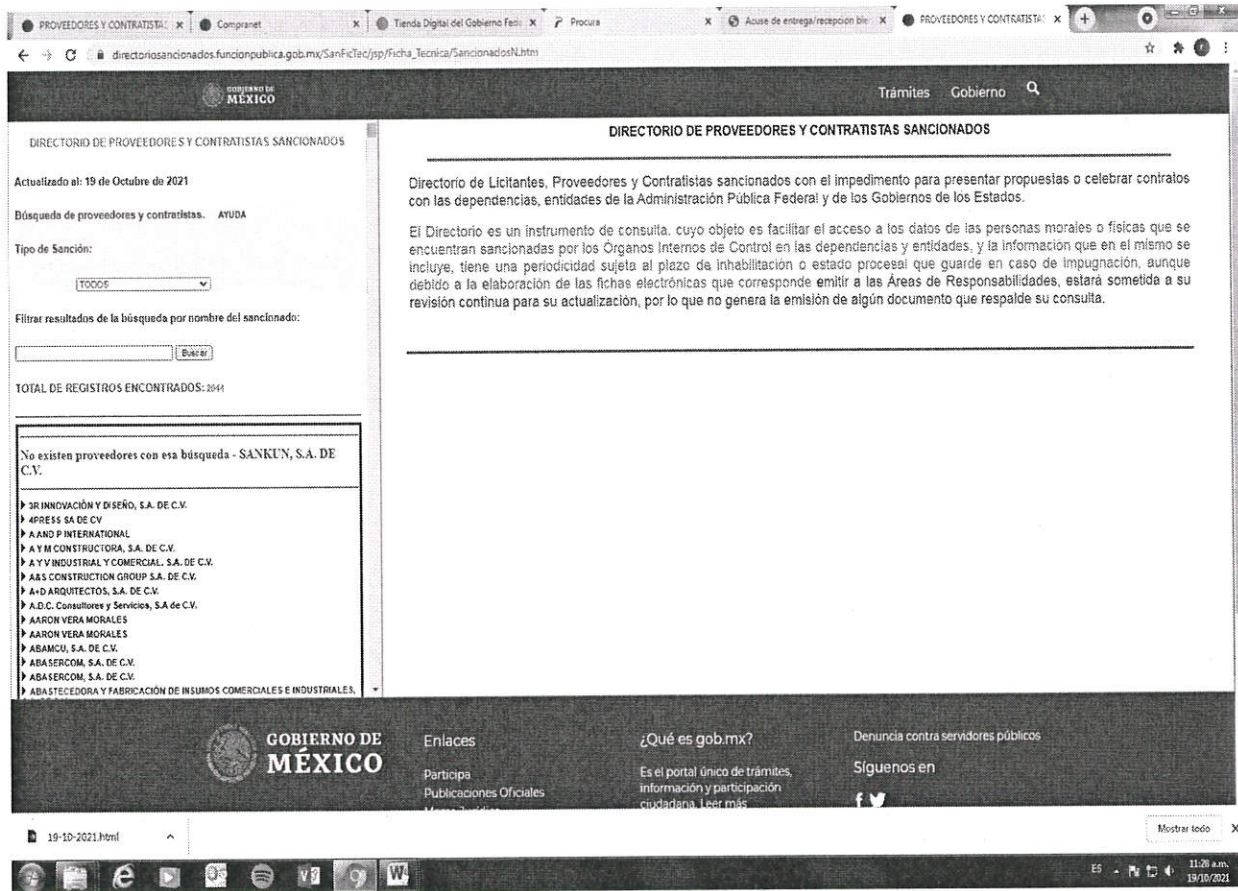 PROVEEDORES Y CONTRATISTAS
Compranet
Tienda Digital del Gobierno Fede
Procura
Acuse de entrega/recepcion bie
PROVEEDORES Y CONTRATISTAS
directoriosancionados.funcionpublica.gob.mx/SanFicTec/jsp/Ficha_Tecnica/SancionadosN.htm
GOBIERNO DE
MÉXICO
Trámites Gobierno
DIRECTORIO DE PROVEEDORES Y CONTRATISTAS SANCIONADOS
Actualizado al: 19 de Octubre de 2021
Búsqueda de proveedores y contratistas. AYUDA
Tipo de Sanción:
TODOS
Filtrar resultados de la búsqueda por nombre del sancionado:
Buscar
TOTAL DE REGISTROS ENCONTRADOS: 2044
No existen proveedores con esa búsqueda - SANKUN, S.A. DE
C.V.
3R INNOVACIÓN Y DISEÑO, S.A. DE C.V.
4PRESS SA DE CV
A AND P INTERNATIONAL
A Y M CONSTRUCTORA, S.A. DE C.V.
A Y V INDUSTRIAL Y COMERCIAL, S.A. DE C.V.
A&S CONSTRUCTION GROUP S.A. DE C.V.
A+D ARQUITECTOS, S.A. DE C.V.
A.D.C. Consultores y Servicios, S.A de C.V.
AARON VERA MORALES
AARON VERA MORALES
ABAMCU, S.A. DE C.V.
ABASERCOM, S.A. DE C.V.
ABASERCOM, S.A. DE C.V.
ABASTECEDORA Y FABRICACIÓN DE INSUMOS COMERCIALES E INDUSTRIALES,
DIRECTORIO DE PROVEEDORES Y CONTRATISTAS SANCIONADOS
Directorio de Licitantes, Proveedores y Contratistas sancionados con el impedimento para presentar propuestas o celebrar contratos
con las dependencias, entidades de la Administración Pública Federal y de los Gobiernos de los Estados.
El Directorio es un instrumento de consulta, cuyo objeto es facilitar el acceso a los datos de las personas morales o físicas que se
encuentran sancionadas por los Órganos Internos de Control en las dependencias y entidades, y la información que en el mismo se
incluye, tiene una periodicidad sujeta al plazo de inhabilitación o estado procesal que guarde en caso de impugnación, aunque
debido a la elaboración de las fichas electrónicas que corresponde emitir a las Áreas de Responsabilidades, estará sometida a su
revisión continua para su actualización, por lo que no genera la emisión de algún documento que respalde su consulta.
GOBIERNO DE
MÉXICO
Enlaces
Participa
Publicaciones Oficiales
¿Qué es gob.mx?
Es el portal único de trámites,
información y participación
ciudadana. Leer más
Denuncia contra servidores públicos
Síguenos en
19-10-2021.html
Mostrar todo
ES
11:28 a.m.
19/10/2021